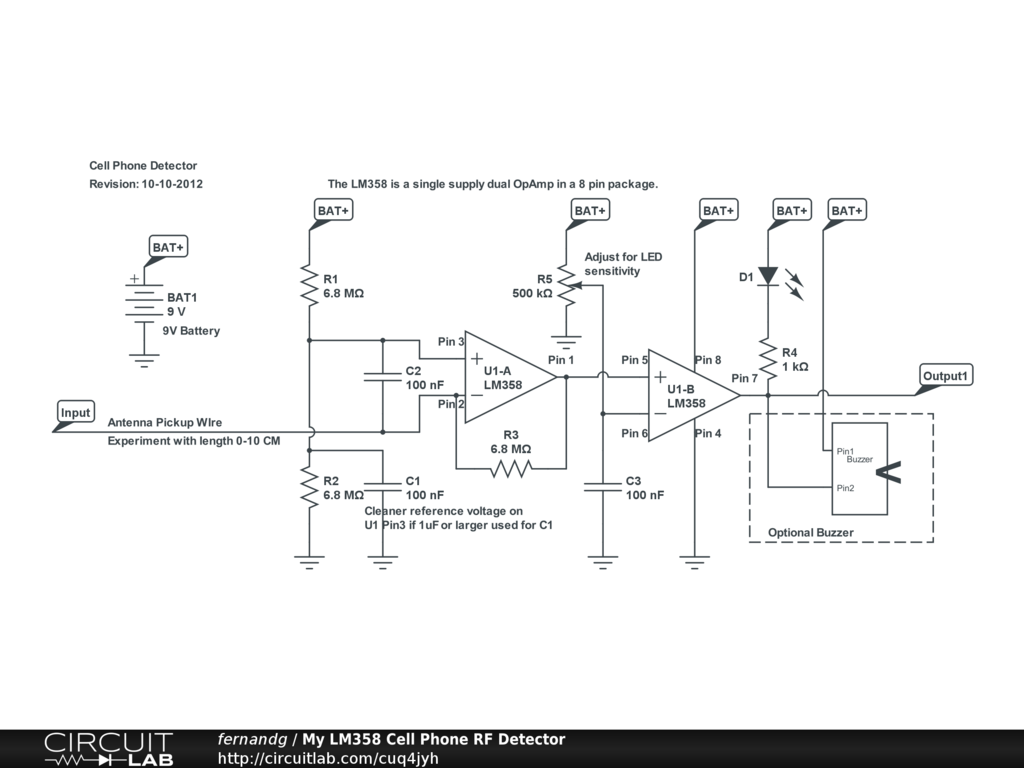 Cell Phone Detector
Revision: 10-10-2012
The LM358 is a single supply dual OpAmp in a 8 pin package.
BAT+
BAT+
BAT+
BAT+
BAT+
BAT+
+
BAT1
9 V
9V Battery
R1
6.8 MΩ
Adjust for LED
sensitivity
R5
500 kΩ
D1
Pin 3
C2
100 nF
+
U1-A
LM358
−
Pin 2
Pin 1
Pin 5
Pin 8
+
U1-B
LM358
−
Pin 6
Pin 4
Pin 7
R4
1 kΩ
Output1
Input
Antenna Pickup WIre
Experiment with length 0-10 CM
R3
6.8 MΩ
R2
6.8 MΩ
C1
100 nF
Cleaner reference voltage on
U1 Pin3 if 1uF or larger used for C1
C3
100 nF
Pin1
Buzzer
V
Pin2
Optional Buzzer
CIRCUIT
LAB
fernandg / My LM358 Cell Phone RF Detector
http://circuitlab.com/cuq4jyh